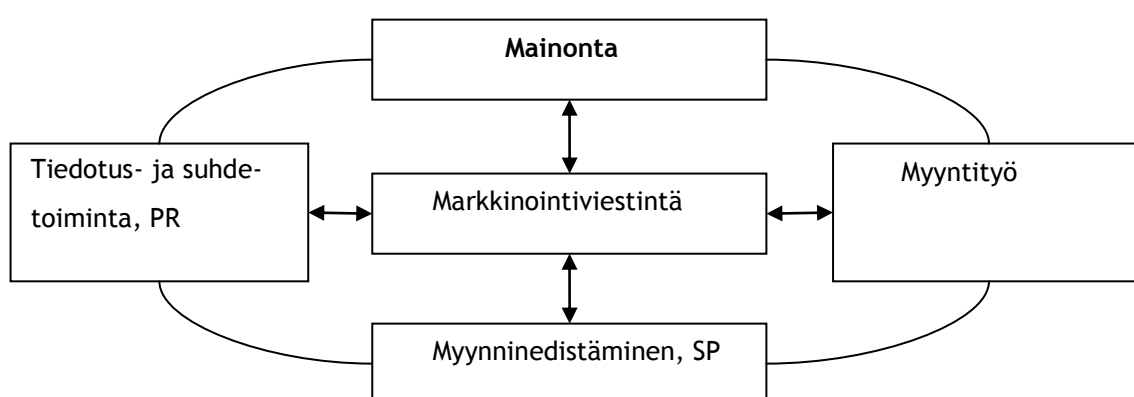 Mainonta
Tiedotus- ja suhde-
toiminta, PR
Markkinointiviestintä
Myyntityö
Myynninedistäminen, SP